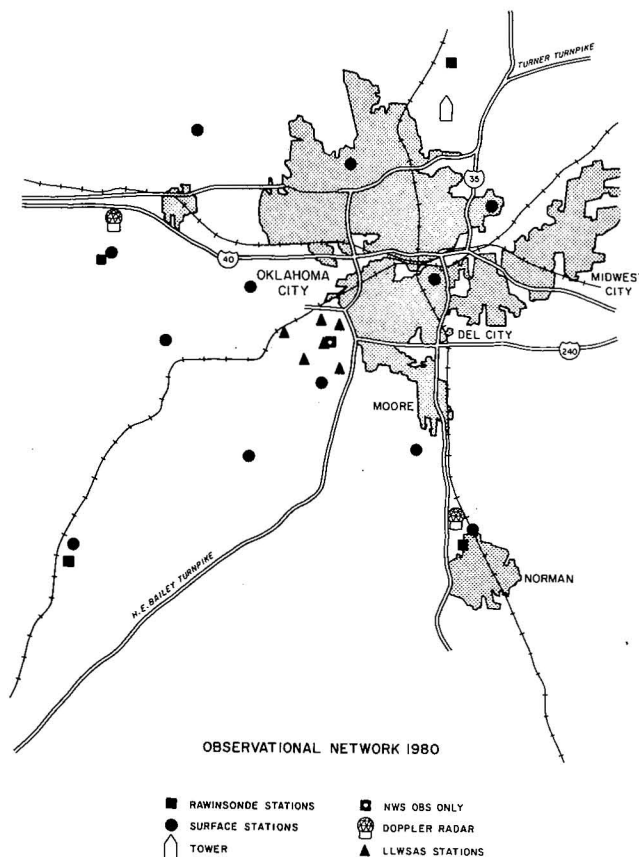 TURNER TURNPIKE
35
40
OKLAHOMA
CITY
MIDWEST
CITY
DEL CITY
240
MOORE
H.E. BAILEY TURNPIKE
NORMAN
OBSERVATIONAL NETWORK 1980
RAWINSONDE STATIONS
NWS OBS ONLY
SURFACE STATIONS
DOPPLER RADAR
TOWER
LLWSAS STATIONS